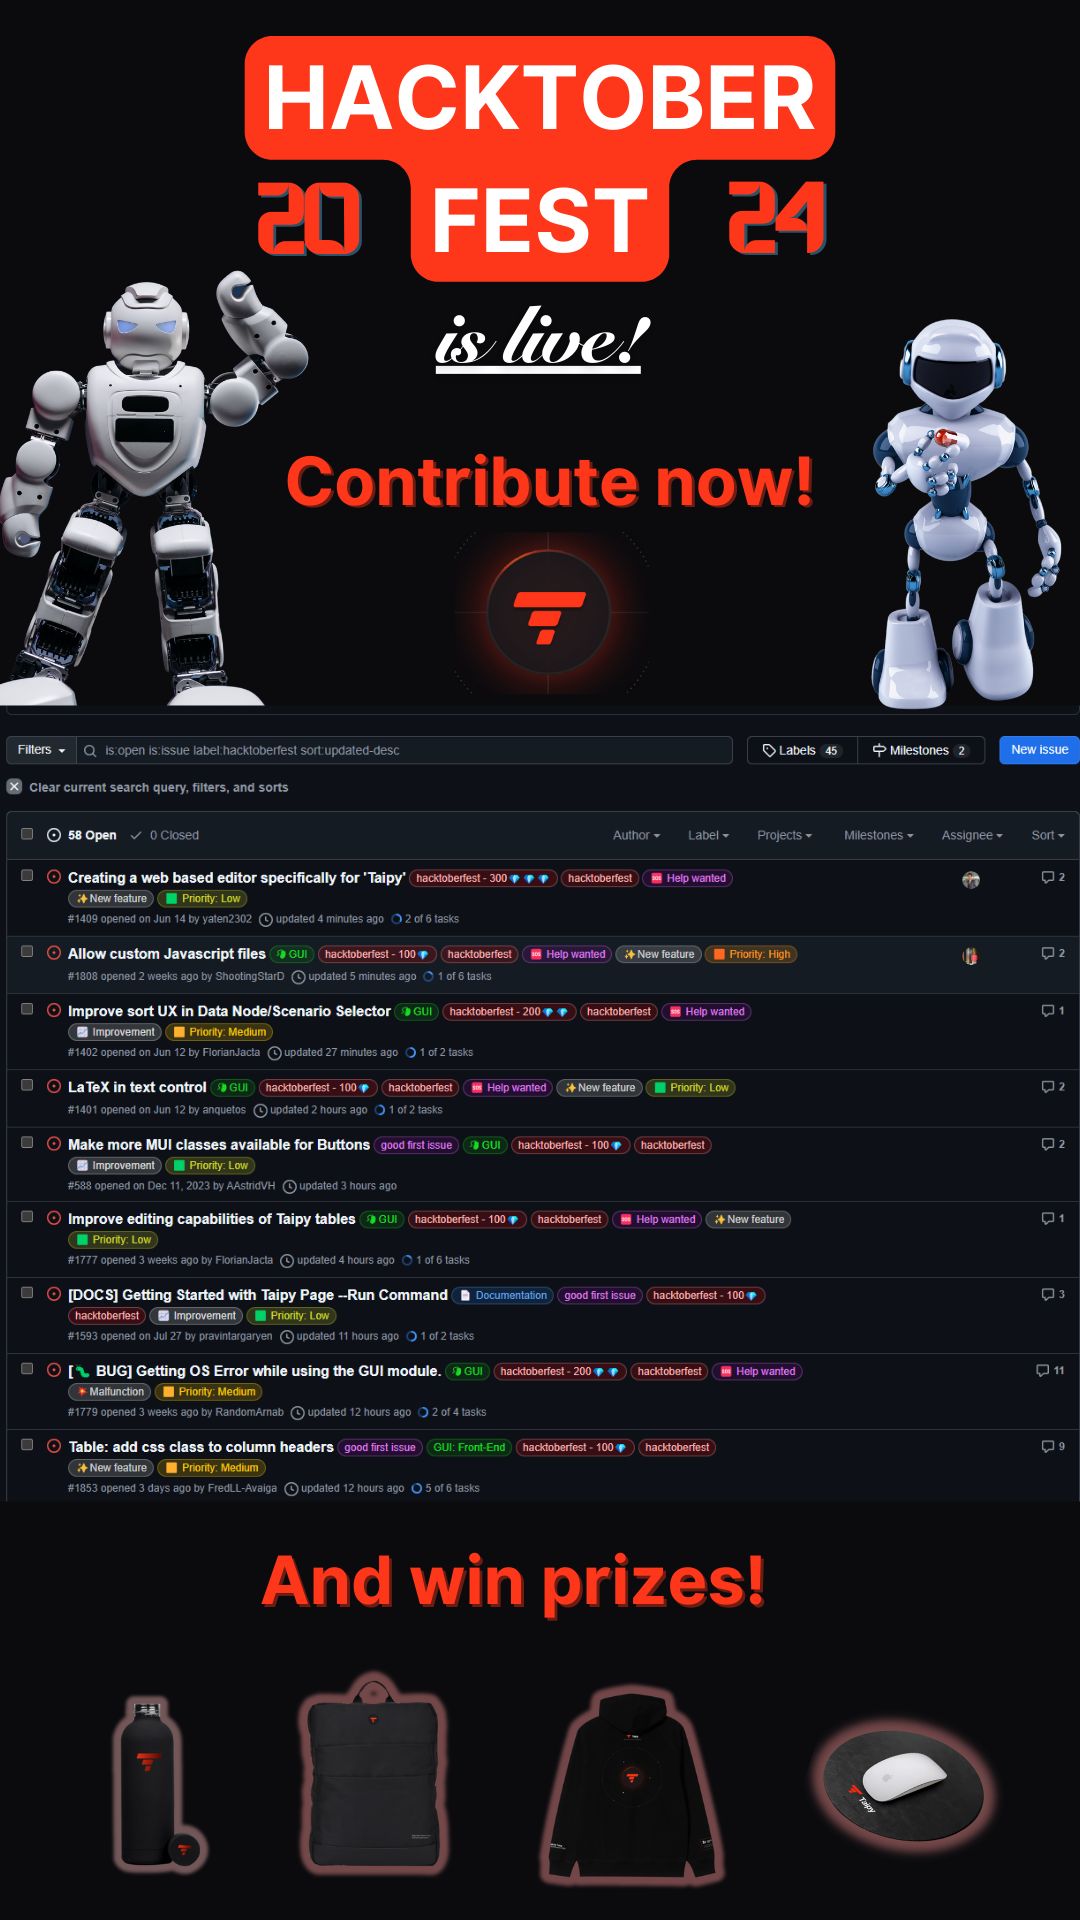 HACKTOBER
20 FEST 24
is live!
Contribute now!
Filters is:open is:issue label:hacktoberfest sort:updated-desc Labels 45 Milestones 2 New issue
Clear current search query, filters, and sorts
58 Open 0 Closed Author Label Projects Milestones Assignee Sort
Creating a web based editor specifically for 'Taipy' hacktoberfest - 300💎💎💎 hacktoberfest 🆘 Help wanted 2
✨New feature 🟩 Priority: Low
#1409 opened on Jun 14 by yaten2302 updated 4 minutes ago 2 of 6 tasks
Allow custom Javascript files GUI hacktoberfest - 100💎 hacktoberfest 🆘 Help wanted ✨New feature 🟧 Priority: High 2
#1808 opened 2 weeks ago by ShootingStarD updated 5 minutes ago 1 of 6 tasks
Improve sort UX in Data Node/Scenario Selector GUI hacktoberfest - 200💎💎 hacktoberfest 🆘 Help wanted 1
📈 Improvement 🟨 Priority: Medium
#1402 opened on Jun 12 by FlorianJacta updated 27 minutes ago 1 of 2 tasks
LaTeX in text control GUI hacktoberfest - 100💎 hacktoberfest 🆘 Help wanted ✨New feature 🟩 Priority: Low 2
#1401 opened on Jun 12 by anquetos updated 2 hours ago 1 of 2 tasks
Make more MUI classes available for Buttons good first issue GUI hacktoberfest - 100💎 hacktoberfest 2
📈 Improvement 🟩 Priority: Low
#588 opened on Dec 11, 2023 by AAstridVH updated 3 hours ago
Improve editing capabilities of Taipy tables GUI hacktoberfest - 100💎 hacktoberfest 🆘 Help wanted ✨New feature 1
🟩 Priority: Low
#1777 opened 3 weeks ago by FlorianJacta updated 4 hours ago 1 of 6 tasks
[DOCS] Getting Started with Taipy Page --Run Command 📄 Documentation good first issue hacktoberfest - 100💎 3
hacktoberfest 📈 Improvement 🟩 Priority: Low
#1593 opened on Jul 27 by pravintargaryen updated 11 hours ago 1 of 2 tasks
[🐛 BUG] Getting OS Error while using the GUI module. GUI hacktoberfest - 200💎💎 hacktoberfest 🆘 Help wanted 11
💥Malfunction 🟨 Priority: Medium
#1779 opened 3 weeks ago by RandomArnab updated 12 hours ago 2 of 4 tasks
Table: add css class to column headers good first issue GUI: Front-End hacktoberfest - 100💎 hacktoberfest 9
✨New feature 🟨 Priority: Medium
#1853 opened 3 days ago by FredLL-Avaiga updated 12 hours ago 5 of 6 tasks
And win prizes!
Taipy